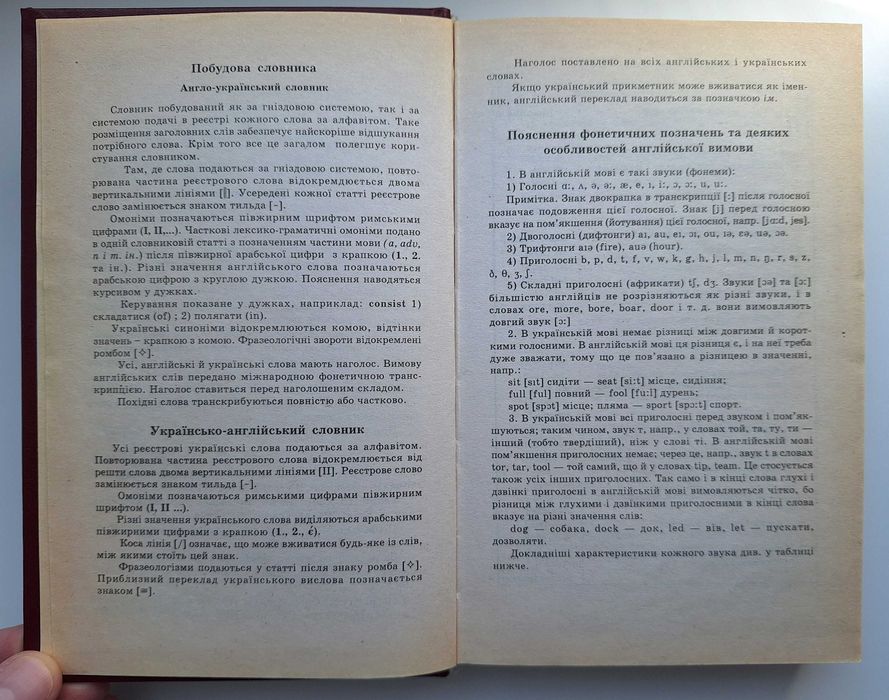 Побудова словника
Англо-український словник
Словник побудований як за гніздовою системою, так і за
системою подачі в реєстрі кожного слова за алфавітом. Таке
розміщення заголовних слів забезпечує найскоріше відшукання
потрібного слова. Крім того все це загалом полегшує кори-
стування словником.
Там, де слова подаються за гніздовою системою, повто-
рювана частина реєстрового слова відокремдюється двома
вертикальними лініями [‖]. Усередені кожної статті реєстрове
слово замінюється знаком тильда [~].
Омоніми позначаються півжирним шрифтом римськими
цифрами (I, II,...). Часткові лексико-граматичні омоніми подано
в одній словниковій статті з позначенням частини мови (a, adv,
n і т. ін.) після півжирної арабської цифри з крапкою (1., 2.
та ін.). Різні значення англійського слова позначаються
арабською цифрою з круглою дужкою. Пояснення наводяться
курсивом у дужках.
Керування показане у дужках, наприклад: consist 1)
складатися (of) ; 2) полягати (in).
Українські синоніми відокремлюються комою, відтінки
значень – крапкою з комою. Фразеологічні звороти відокремлені
ромбом [✧].
Усі, англійські й українські слова мають наголос. Вимову
англійських слів передано міжнародною фонетичною транс-
крипцією. Наголос ставиться перед наголошеним складом.
Похідні слова транскрибуються повністю або частково.
Українсько-англійський словник
Усі реєстрові українські слова подаються за алфавітом.
Повторювана частина реєстрового слова відокремлюється від
решти слова двома вертикальними лініями [II]. Реєстрове слово
замінюється знаком тильда [~].
Омоніми позначаються римськими цифрами півжирним
шрифтом (I, II ...).
Різні значення українського слова виділяються арабськими
півжирними цифрами з крапкою (1., 2., є́).
Коса лінія [/] означає, що може вживатися будь-яке із слів,
між якими стоїть цей знак.
Фразеологізми подаються у статті після знаку ромба [✧].
Приблизний переклад українського вислова позначається
знаком [≅].
Наголос поставлено на всіх англійських і українських
словах.
Якщо український прикметник може вживатися як імен-
ник, англійський переклад наводиться за позначкою ім.
Пояснення фонетичних позначень та деяких
особливостей англійської вимови
1. В англійській мові є такі звуки (фонеми):
1) Голосні ɑ:, ʌ, ə, ə:, æ, e, ı, i:, ɔ, ɔ:, u, u:.
Примітка. Знак двокрапка в транскрипції [:] після голосної
позначає подовження цієї голосної. Знак [j] перед голосною
вказує на пом'якшення (йотування) цієї голосної, напр. [jɑ:d, jes].
2) Двоголосні (дифтонги) aı, au, eı, ɔı, ou, ıə, ɛə, uə, ɔə.
3) Трифтонги aıə (fire), auə (hour).
4) Приголосні b, p, d, t, f, v, w, k, g, h, j, l, m, n, ŋ, r, s, z,
ð, θ, ʒ, ʃ.
5) Складні приголосні (африкати) tʃ, dʒ. Звуки [ɔə] та [ɔ:]
більшістю англійців не розрізняються як різні звуки, і в
словах ore, more, bore, boar, door і т. д. вони вимовляють
довгий звук [ɔ:]
2. В українській мові немає різниці між довгими й корот-
кими голосними. В англійській мові ця різниця є, і на неї треба
дуже зважати, тому що це пов'язано а різницею в значенні,
напр.:
sit [sıt] сидіти — seat [si:t] місце, сидіння;
full [ful] повний — fool [fu:l] дурень;
spot [spɔt] місце; пляма — sport [spɔ:t] спорт.
3. В українській мові всі приголосні перед звуком і пом'як-
шуються; таким чином, звук т, напр., у словах той, та, ту, ти —
інший (тобто твердіший), ніж у слові ті. В англійській мові
пом'якшення приголосних немає; через це, напр., звук t в словах
tor, tar, tool — той самий, що й у словах tip, team. Це стосується
також усіх інших приголосних. Так само і в кінці слова глухі і
дзвінкі приголосні в англійській мові вимовляються чітко, бо
різниця між глухими і дзвінкими приголосними в кінці слова
вказує на різні значення слів:
dog — собака, dock — док, led — вів, let — пускати,
дозволяти.
Докладніші характеристики кожного звука див. у таблиці
нижче.